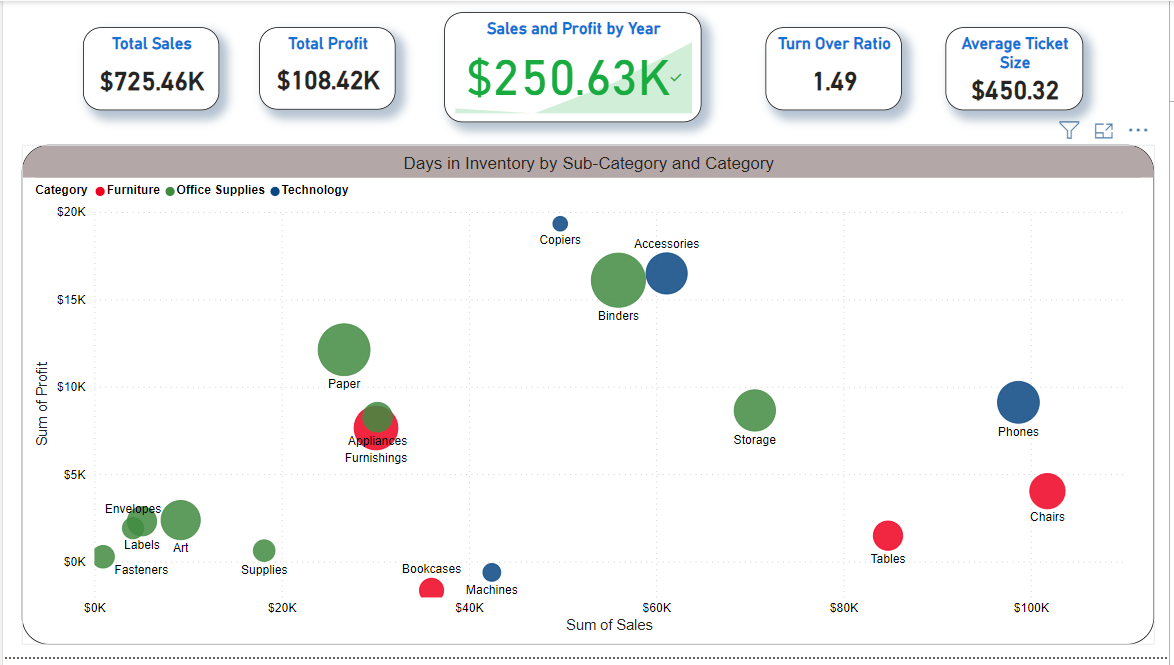 Total Sales
$725.46K
Total Profit
$108.42K
Sales and Profit by Year
$250.63K
Turn Over Ratio
1.49
Average Ticket
Size
$450.32
Days in Inventory by Sub-Category and Category
Category Furniture Office Supplies Technology
Sum of Profit
$20K
$15K
$10K
$5K
$0K
Copiers
Accessories
Binders
Paper
Appliances
Furnishings
Storage
Phones
Chairs
Tables
Envelopes
Labels
Art
Fasteners
Supplies
Bookcases
Machines
$0K
$20K
$40K
$60K
$80K
$100K
Sum of Sales